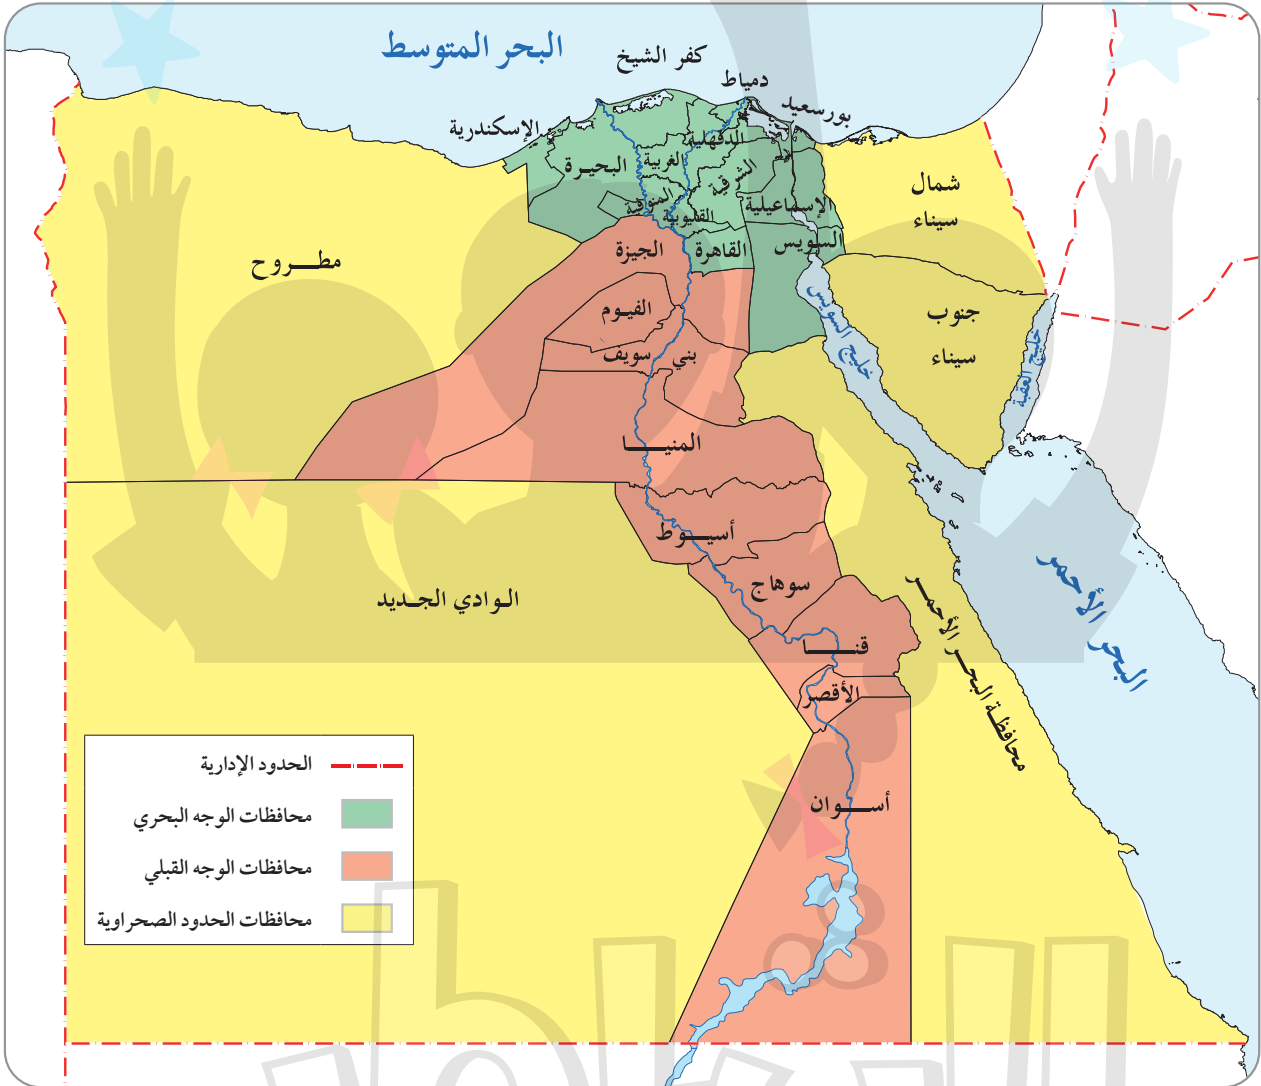 البحر المتوسط
كفر الشيخ
دمياط
بورسعيد
الإسكندرية
الدقهلية
الغربية
البحيرة
الشرقية
المنوفية
القليوبية
الإسماعيلية
شمال
سيناء
السويس
القاهرة
الجيزة
مطروح
خليج السويس
جنوب
سيناء
خليج العقبة
الفيوم
بني سويف
المنيا
أسيوط
سوهاج
الوادي الجديد
قنا
الأقصر
أسوان
محافظة البحر الأحمر
البحر الأحمر
الحدود الإدارية
محافظات الوجه البحري
محافظات الوجه القبلي
محافظات الحدود الصحراوية